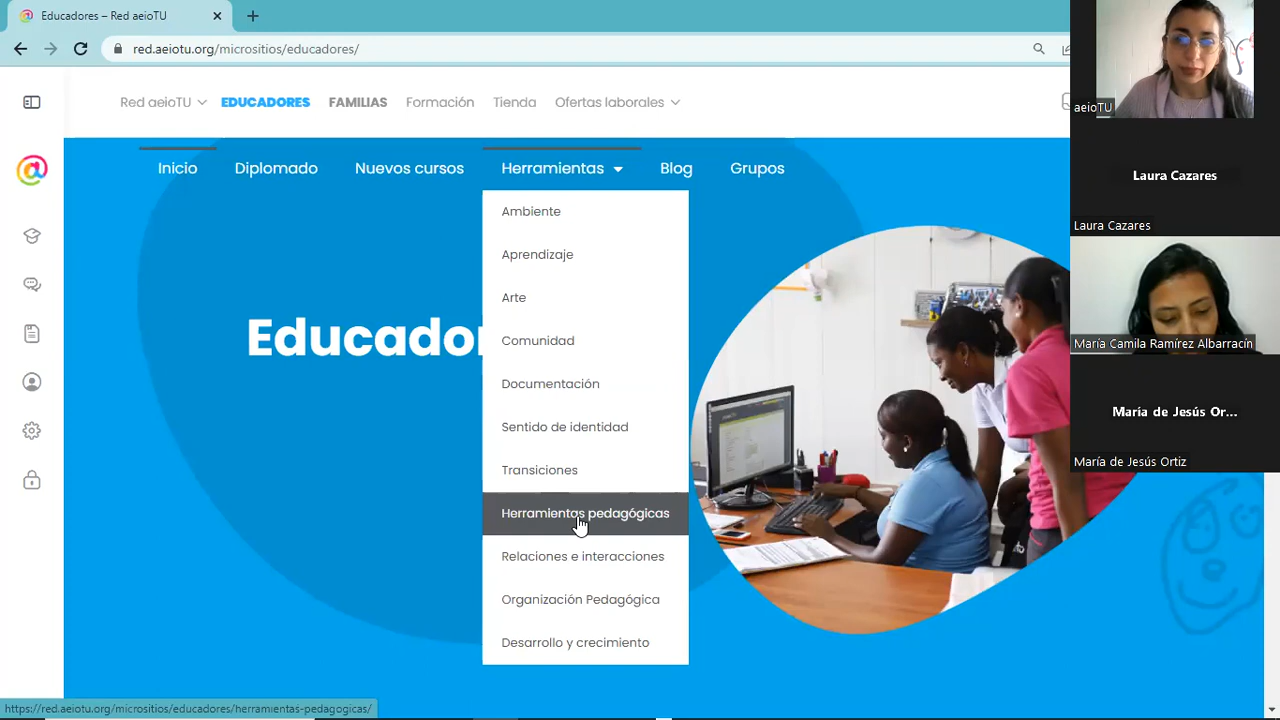 Educadores – Red aeioTU
red.aeiotu.org/micrositios/educadores/
Red aeioTU
EDUCADORES
FAMILIAS
Formación
Tienda
Ofertas laborales
Inicio
Diplomado
Nuevos cursos
Herramientas
Blog
Grupos
Ambiente
Aprendizaje
Arte
Comunidad
Documentación
Sentido de identidad
Transiciones
Herramientas pedagógicas
Relaciones e interacciones
Organización Pedagógica
Desarrollo y crecimiento
Educador
https://red.aeiotu.org/micrositios/educadores/herramientas-pedagogicas/
aeioTU
Laura Cazares
Laura Cazares
María Camila Ramírez Albarracín
María de Jesús Or...
María de Jesús Ortiz